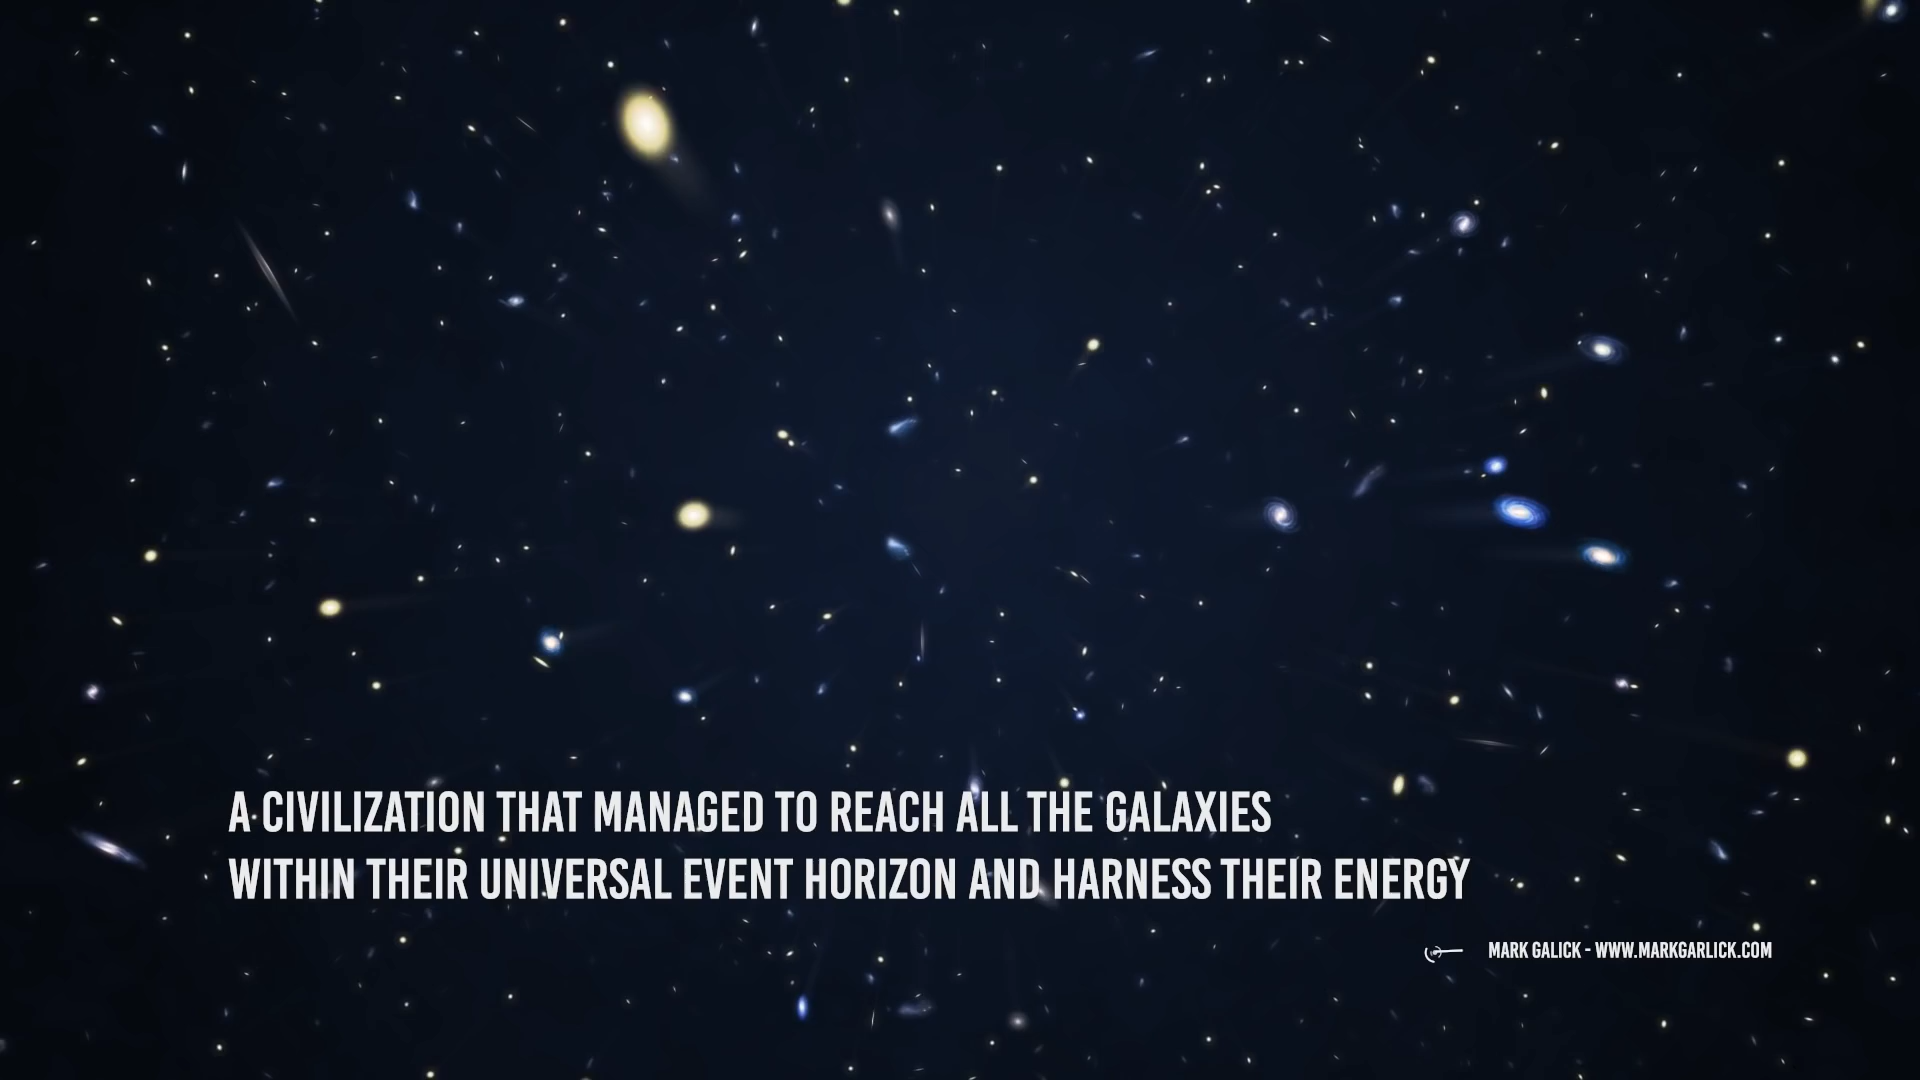 A CIVILIZATION THAT MANAGED TO REACH ALL THE GALAXIES
WITHIN THEIR UNIVERSAL EVENT HORIZON AND HARNESS THEIR ENERGY
MARK GALICK - WWW.MARKGARLICK.COM